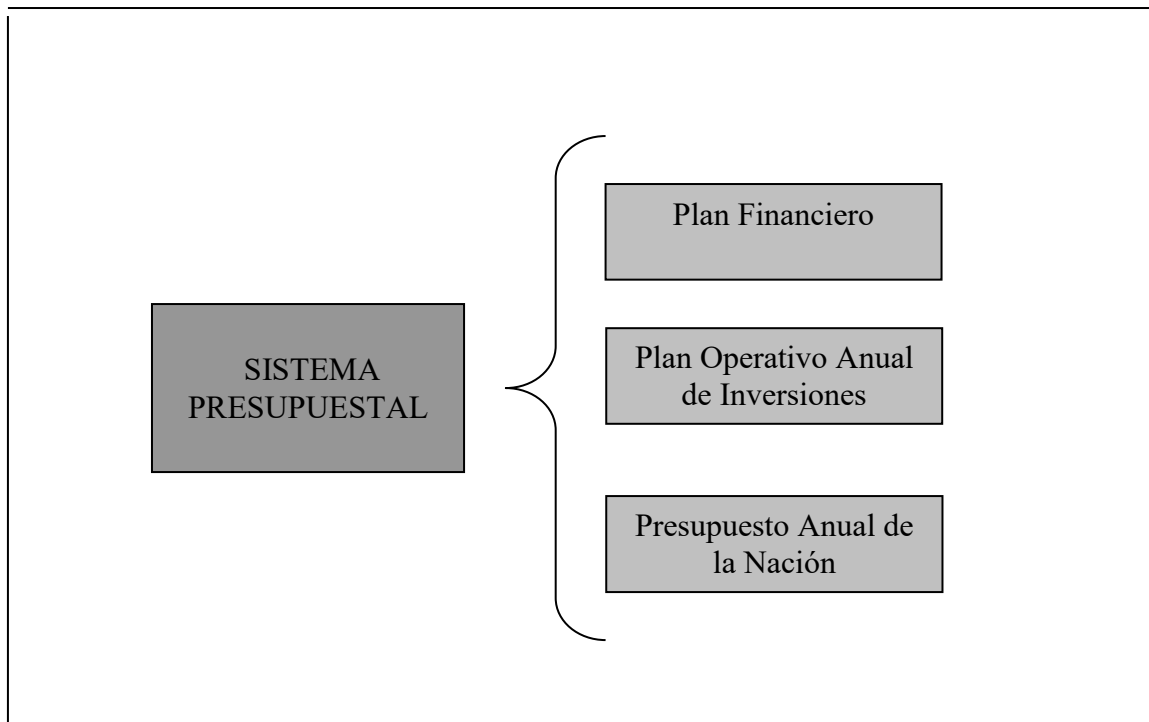 SISTEMA
PRESUPUESTAL
Plan Financiero
Plan Operativo Anual
de Inversiones
Presupuesto Anual de
la Nación